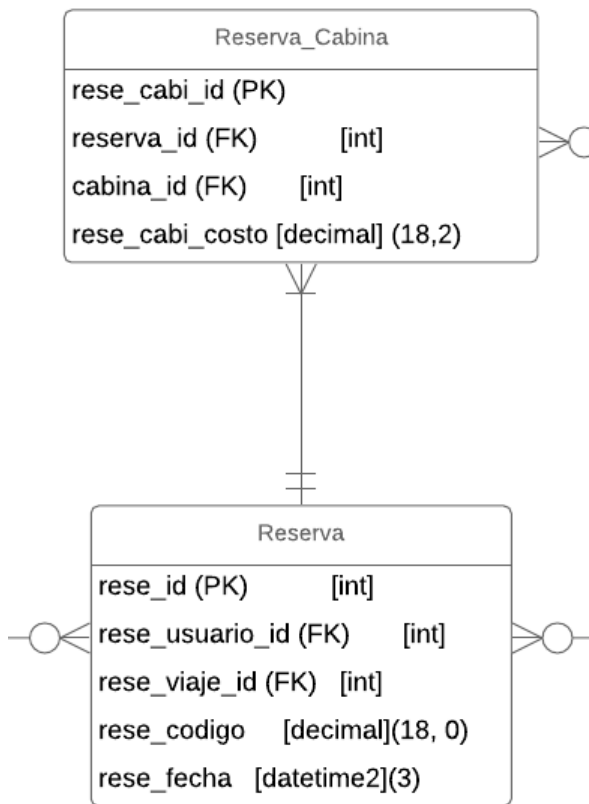 Reserva_Cabina
rese_cabi_id (PK)
reserva_id (FK) [int]
cabina_id (FK) [int]
rese_cabi_costo [decimal] (18,2)
Reserva
rese_id (PK) [int]
rese_usuario_id (FK) [int]
rese_viaje_id (FK) [int]
rese_codigo [decimal](18, 0)
rese_fecha [datetime2](3)